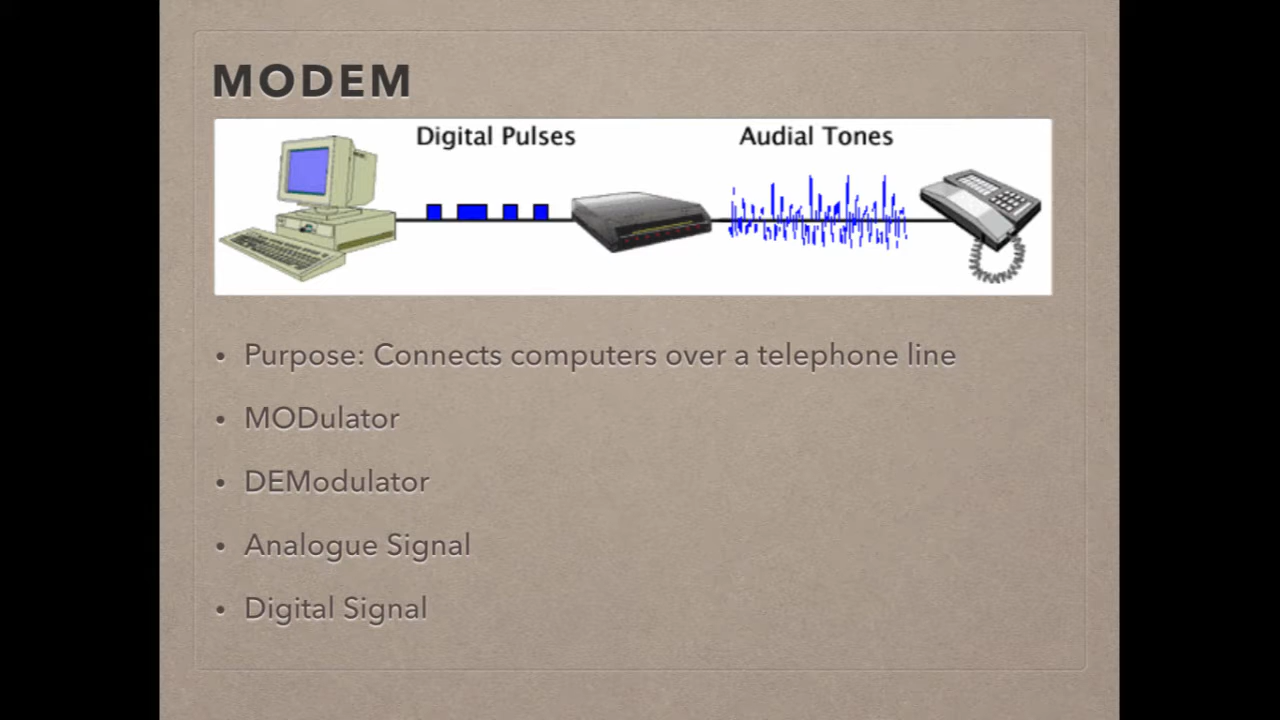 MODEM
Digital Pulses
Audial Tones
• Purpose: Connects computers over a telephone line
• MODulator
• DEModulator
• Analogue Signal
• Digital Signal